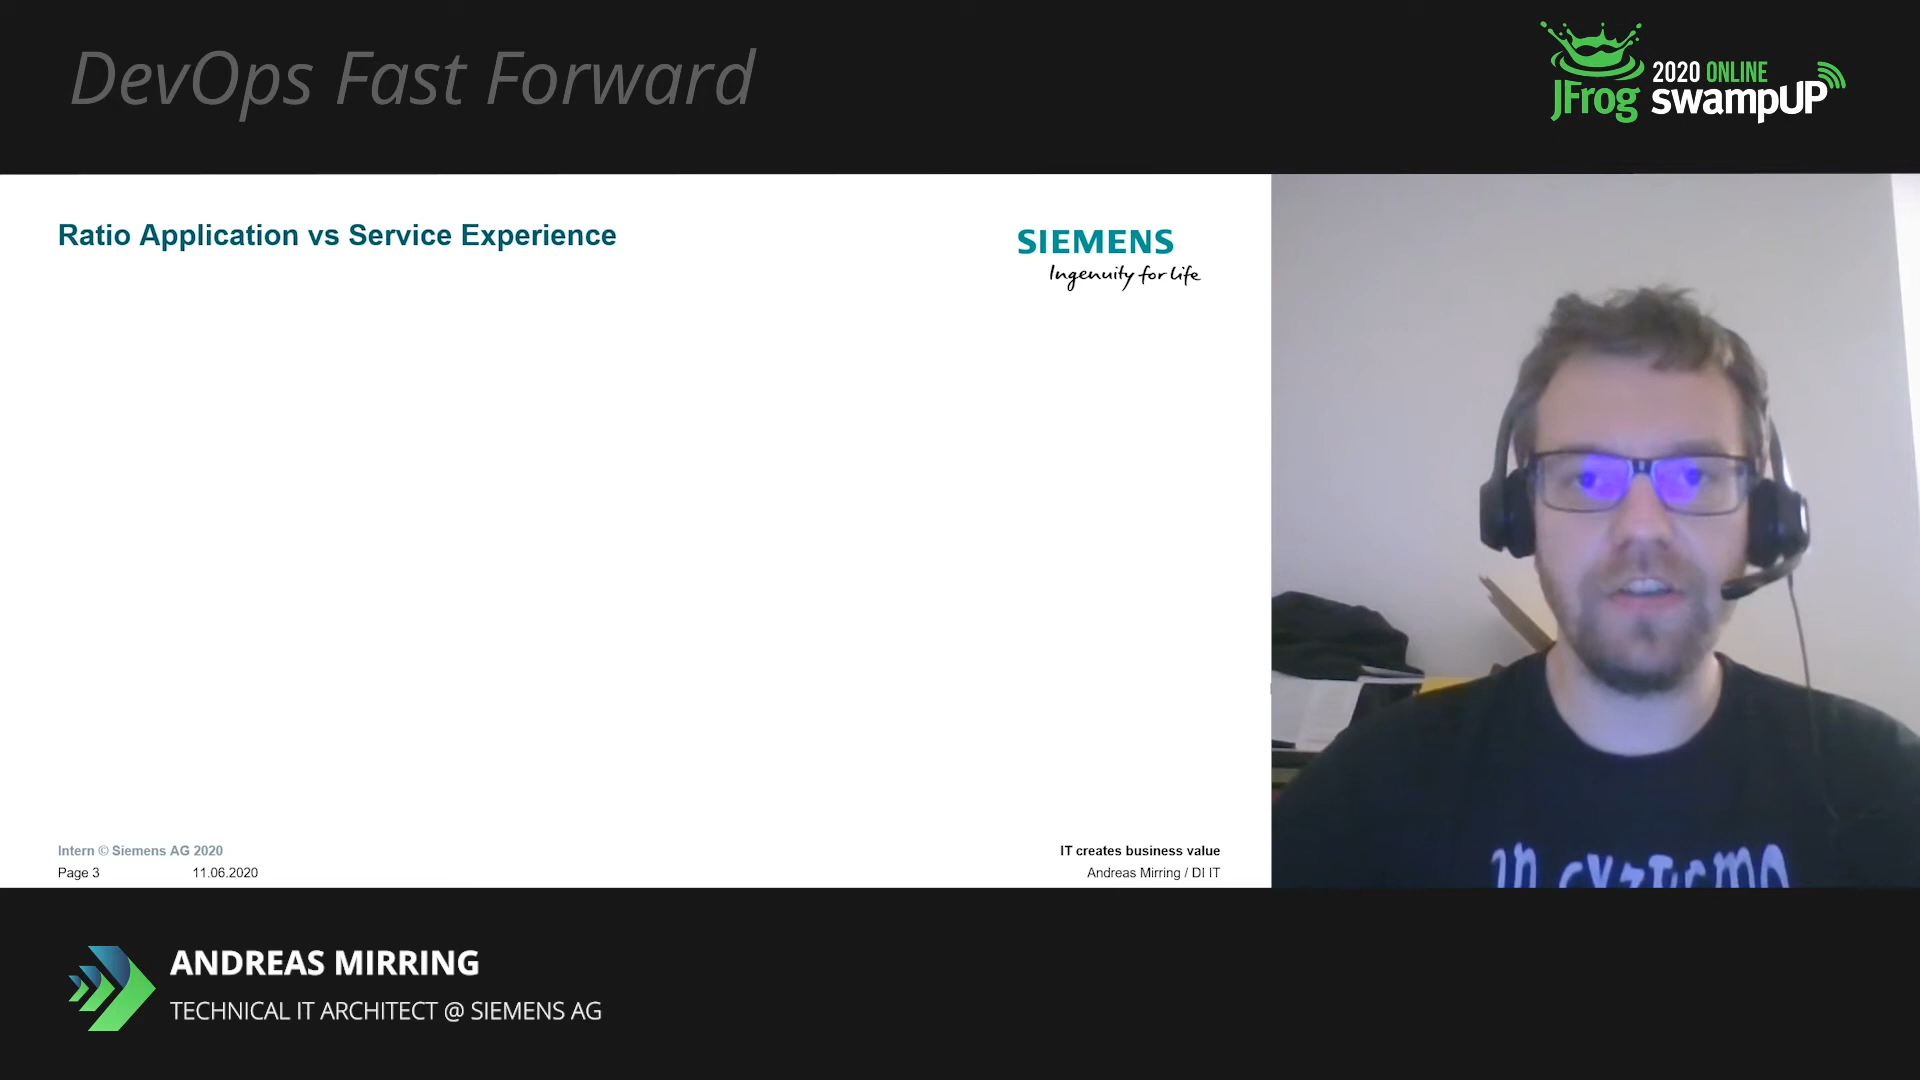 DevOps Fast Forward
2020 ONLINE
JFrog swampUP
Ratio Application vs Service Experience
SIEMENS
Ingenuity for life
Intern © Siemens AG 2020
Page 3
11.06.2020
IT creates business value
Andreas Mirring / DI IT
ANDREAS MIRRING
TECHNICAL IT ARCHITECT @ SIEMENS AG